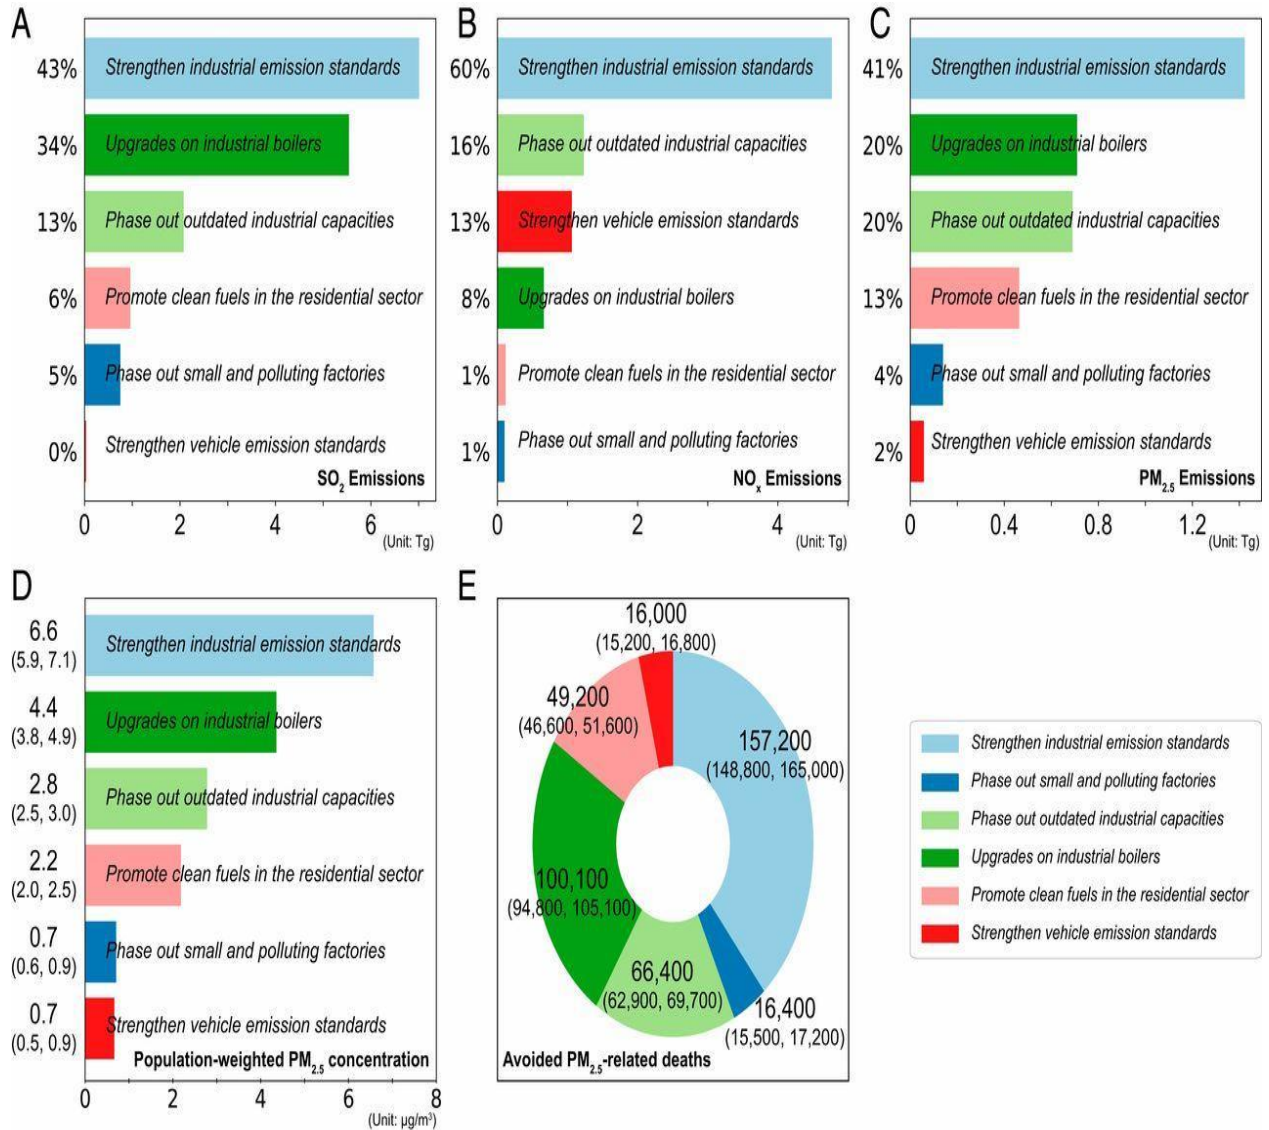 A
43% Strengthen industrial emission standards
34% Upgrades on industrial boilers
13% Phase out outdated industrial capacities
6% Promote clean fuels in the residential sector
5% Phase out small and polluting factories
0% Strengthen vehicle emission standards
SO2 Emissions
0 2 4 6
(Unit: Tg)
B
60% Strengthen industrial emission standards
16% Phase out outdated industrial capacities
13% Strengthen vehicle emission standards
8% Upgrades on industrial boilers
1% Promote clean fuels in the residential sector
1% Phase out small and polluting factories
NOx Emissions
0 2 4
(Unit: Tg)
C
41% Strengthen industrial emission standards
20% Upgrades on industrial boilers
20% Phase out outdated industrial capacities
13% Promote clean fuels in the residential sector
4% Phase out small and polluting factories
2% Strengthen vehicle emission standards
PM2.5 Emissions
0 0.4 0.8 1.2
(Unit: Tg)
D
6.6
(5.9, 7.1)
Strengthen industrial emission standards
4.4
(3.8, 4.9)
Upgrades on industrial boilers
2.8
(2.5, 3.0)
Phase out outdated industrial capacities
2.2
(2.0, 2.5)
Promote clean fuels in the residential sector
0.7
(0.6, 0.9)
Phase out small and polluting factories
0.7
(0.5, 0.9)
Strengthen vehicle emission standards
Population-weighted PM2.5 concentration
0 2 4 6 8
(Unit: μg/m³)
E
16,000
(15,200, 16,800)
49,200
(46,600, 51,600)
157,200
(148,800, 165,000)
100,100
(94,800, 105,100)
66,400
(62,900, 69,700)
16,400
(15,500, 17,200)
Avoided PM2.5-related deaths
Strengthen industrial emission standards
Phase out small and polluting factories
Phase out outdated industrial capacities
Upgrades on industrial boilers
Promote clean fuels in the residential sector
Strengthen vehicle emission standards